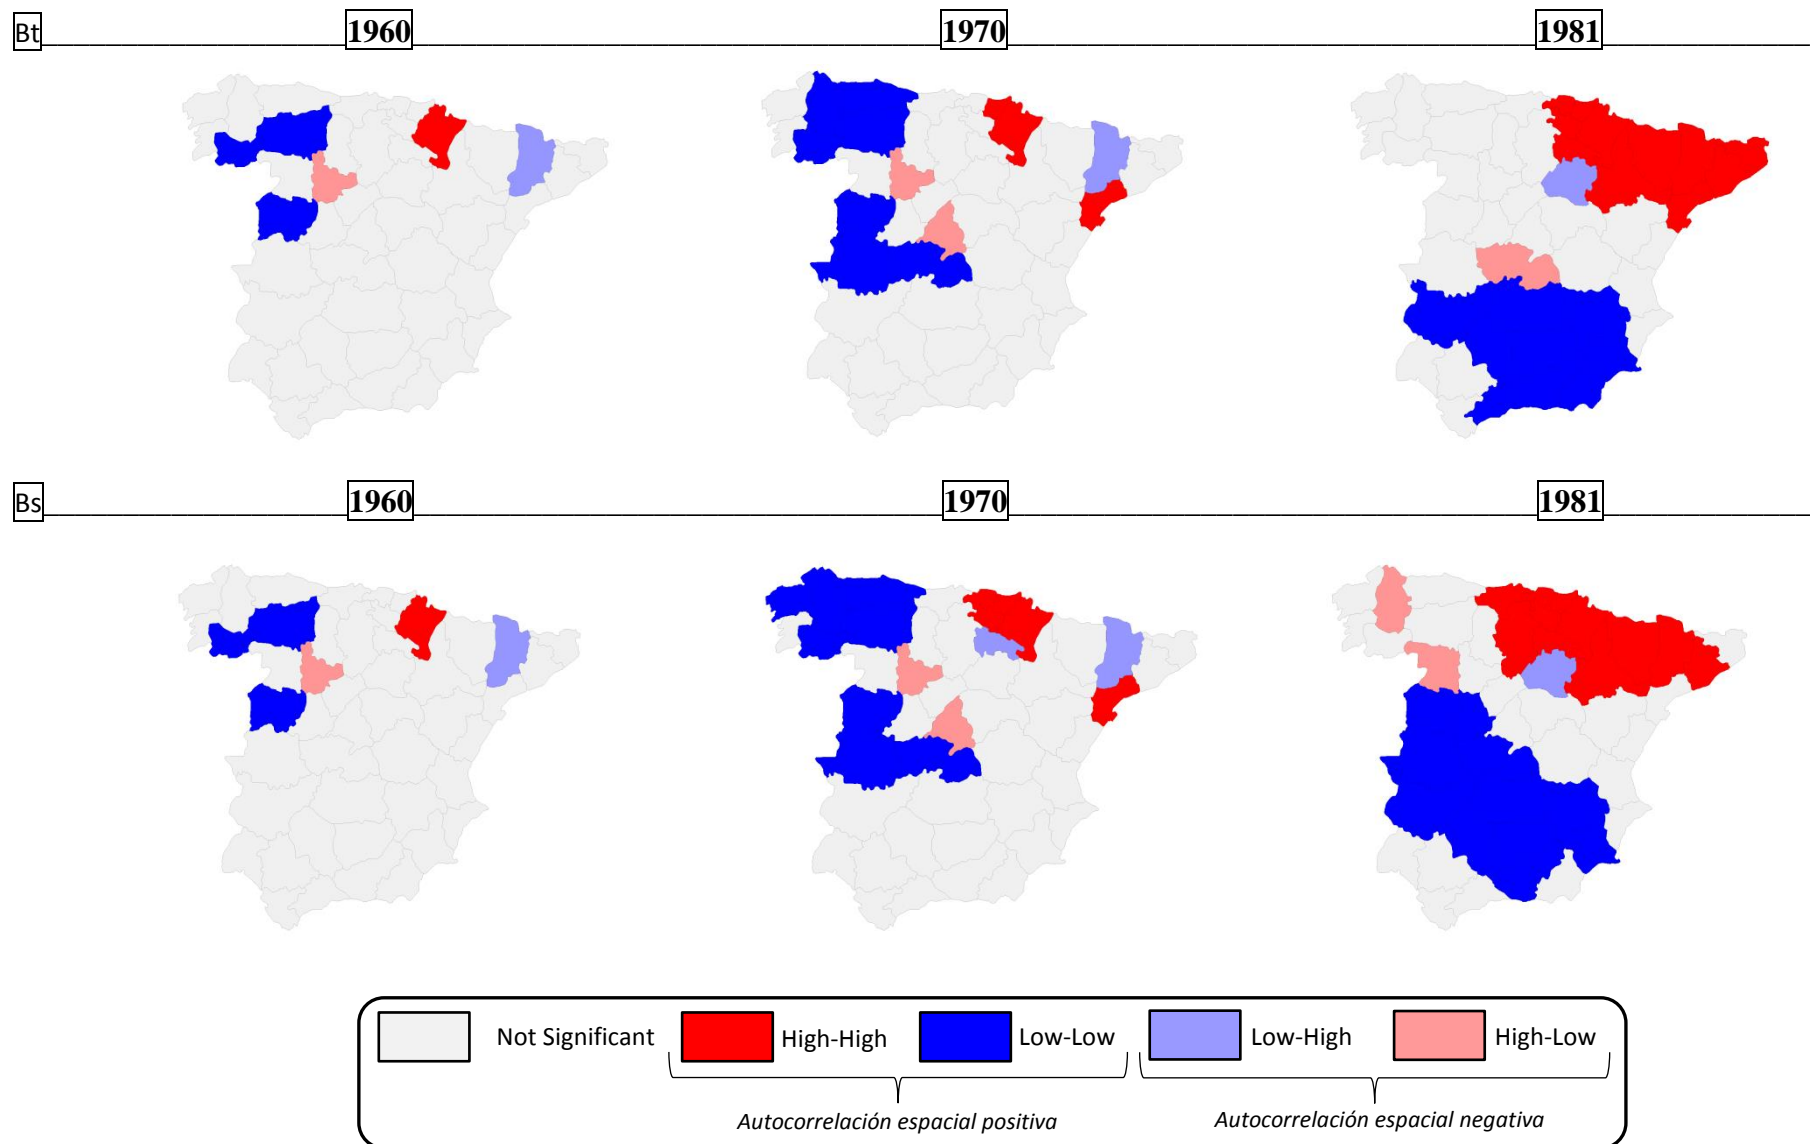 Bt 1960 1970 1981
Bs 1960 1970 1981
Not Significant High-High Low-Low Low-High High-Low
Autocorrelación espacial positiva Autocorrelación espacial negativa